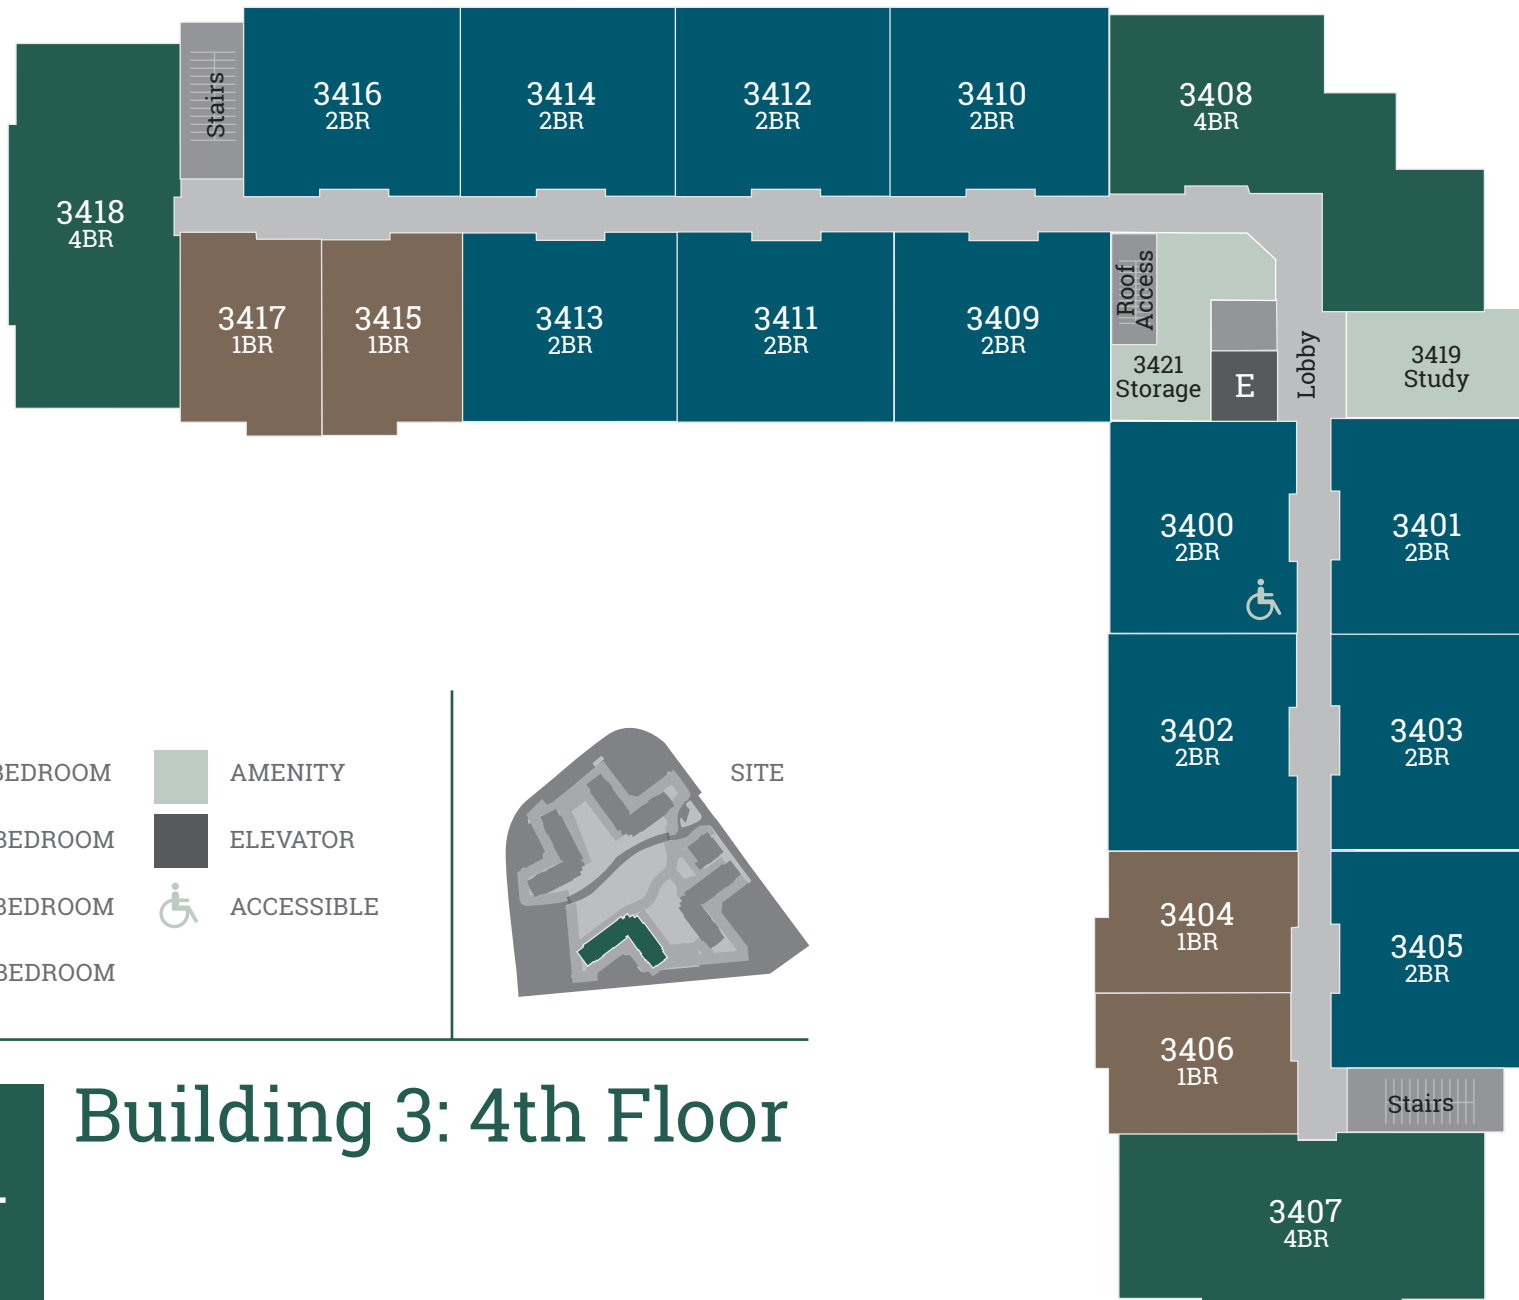 Stairs
3416
2BR
3414
2BR
3412
2BR
3410
2BR
3408
4BR
3418
4BR
3417
1BR
3415
1BR
3413
2BR
3411
2BR
3409
2BR
Roof
Access
3421
Storage
E
Lobby
3419
Study
3400
2BR
3401
2BR
3402
2BR
3403
2BR
3404
1BR
3405
2BR
3406
1BR
Stairs
3407
4BR
BEDROOM
AMENITY
BEDROOM
ELEVATOR
BEDROOM
ACCESSIBLE
BEDROOM
SITE
Building 3: 4th Floor